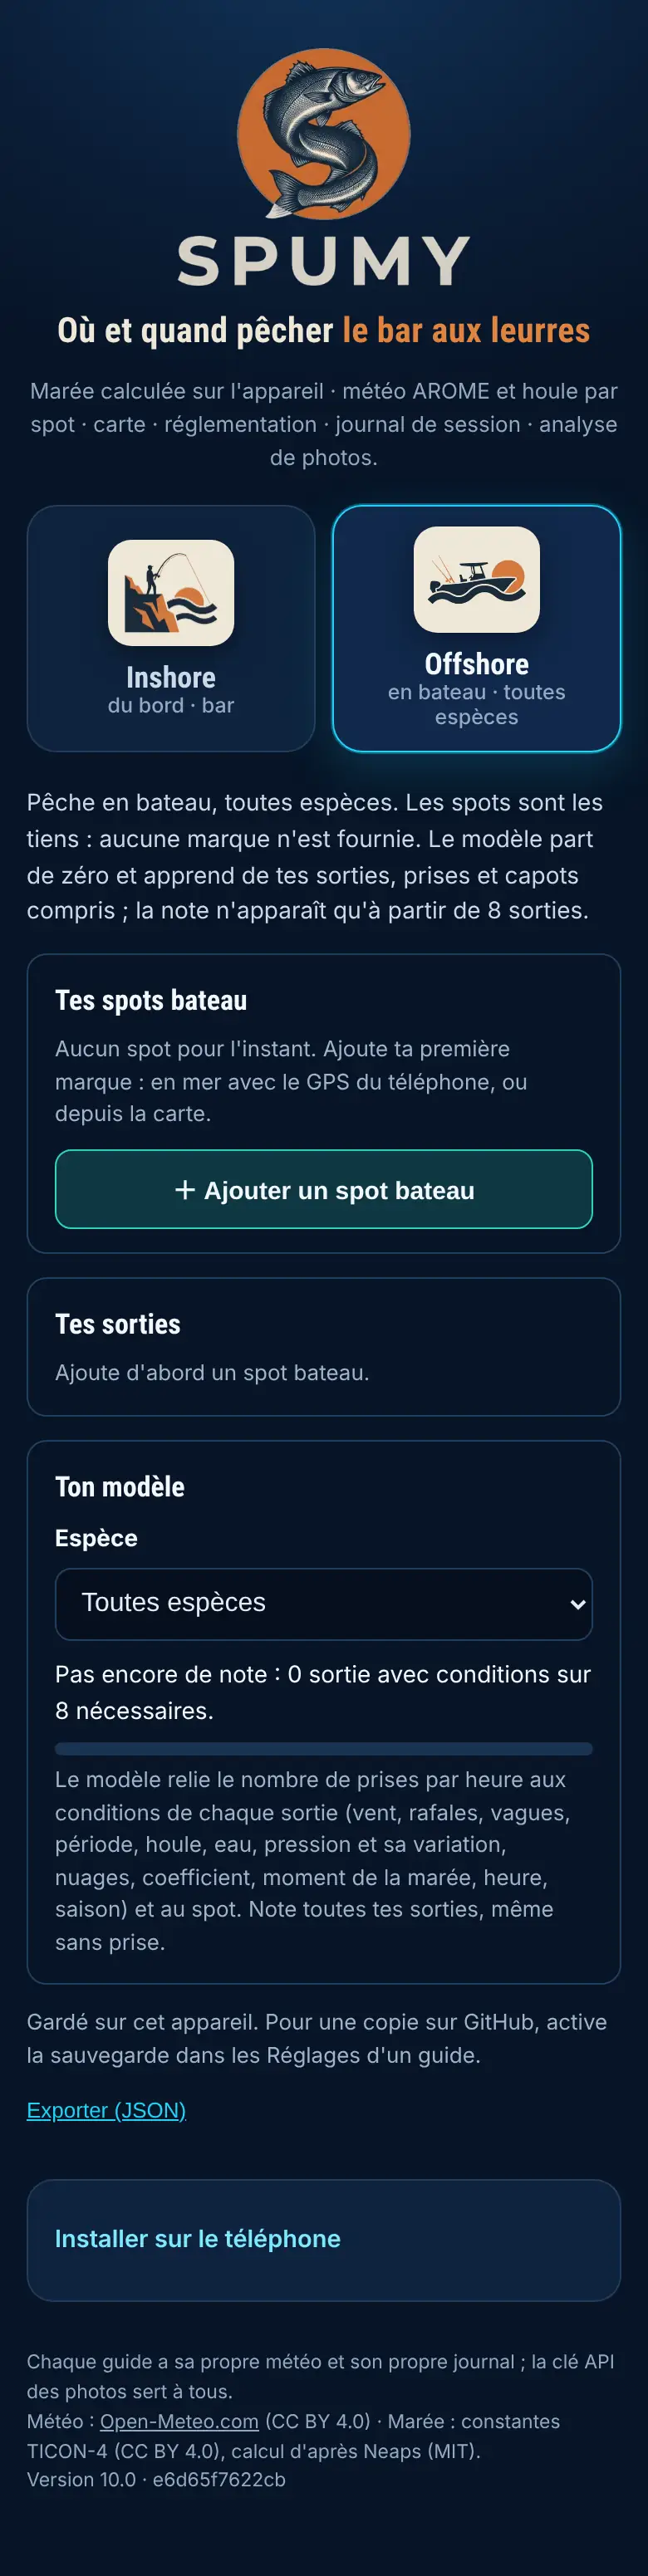 SPUMY
Où et quand pêcher le bar aux leurres
Marée calculée sur l'appareil · météo AROME et houle par
spot · carte · réglementation · journal de session · analyse
de photos.
Inshore
du bord · bar
Offshore
en bateau · toutes
espèces
Pêche en bateau, toutes espèces. Les spots sont les
tiens : aucune marque n'est fournie. Le modèle part
de zéro et apprend de tes sorties, prises et capots
compris ; la note n'apparaît qu'à partir de 8 sorties.
Tes spots bateau
Aucun spot pour l'instant. Ajoute ta première
marque : en mer avec le GPS du téléphone, ou
depuis la carte.
+ Ajouter un spot bateau
Tes sorties
Ajoute d'abord un spot bateau.
Ton modèle
Espèce
Toutes espèces
Pas encore de note : 0 sortie avec conditions sur
8 nécessaires.
Le modèle relie le nombre de prises par heure aux
conditions de chaque sortie (vent, rafales, vagues,
période, houle, eau, pression et sa variation,
nuages, coefficient, moment de la marée, heure,
saison) et au spot. Note toutes tes sorties, même
sans prise.
Gardé sur cet appareil. Pour une copie sur GitHub, active
la sauvegarde dans les Réglages d'un guide.
Exporter (JSON)
Installer sur le téléphone
Chaque guide a sa propre météo et son propre journal ; la clé API
des photos sert à tous.
Météo : Open-Meteo.com (CC BY 4.0) · Marée : constantes
TICON-4 (CC BY 4.0), calcul d'après Neaps (MIT).
Version 10.0 · e6d65f7622cb